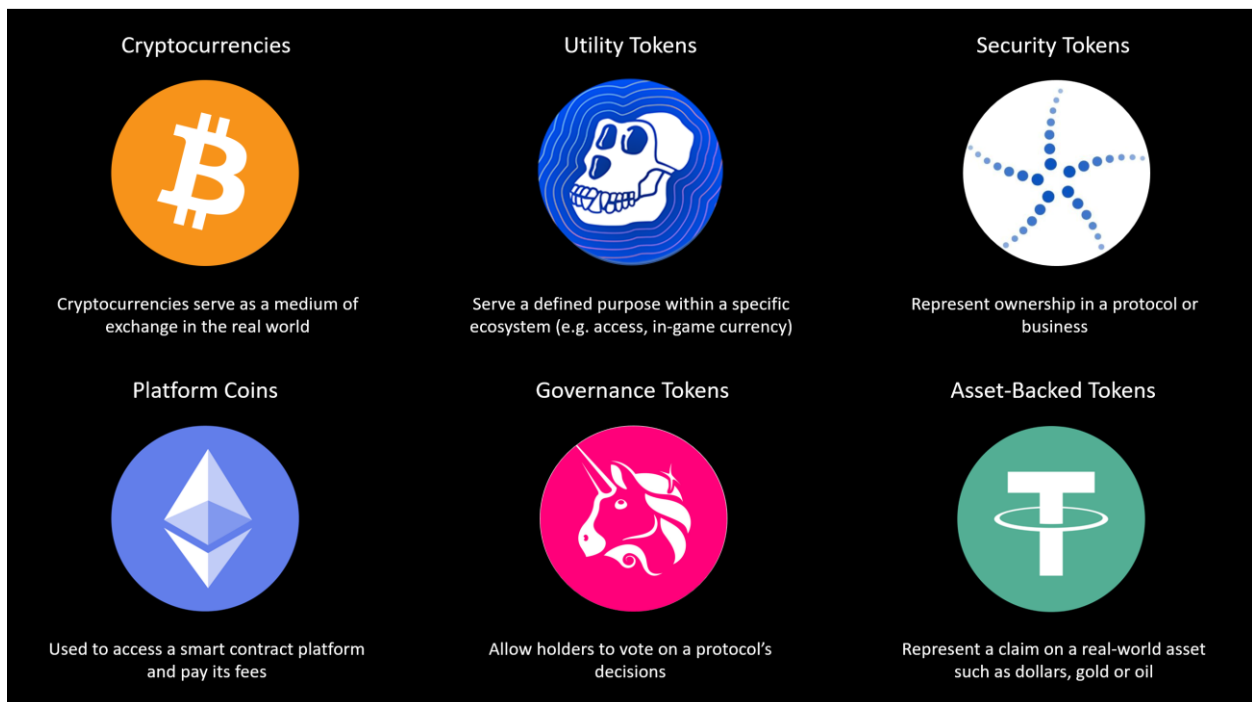 Cryptocurrencies
Utility Tokens
Security Tokens
Cryptocurrencies serve as a medium of
exchange in the real world
Serve a defined purpose within a specific
ecosystem (e.g. access, in-game currency)
Represent ownership in a protocol or
business
Platform Coins
Governance Tokens
Asset-Backed Tokens
Used to access a smart contract platform
and pay its fees
Allow holders to vote on a protocol’s
decisions
Represent a claim on a real-world asset
such as dollars, gold or oil